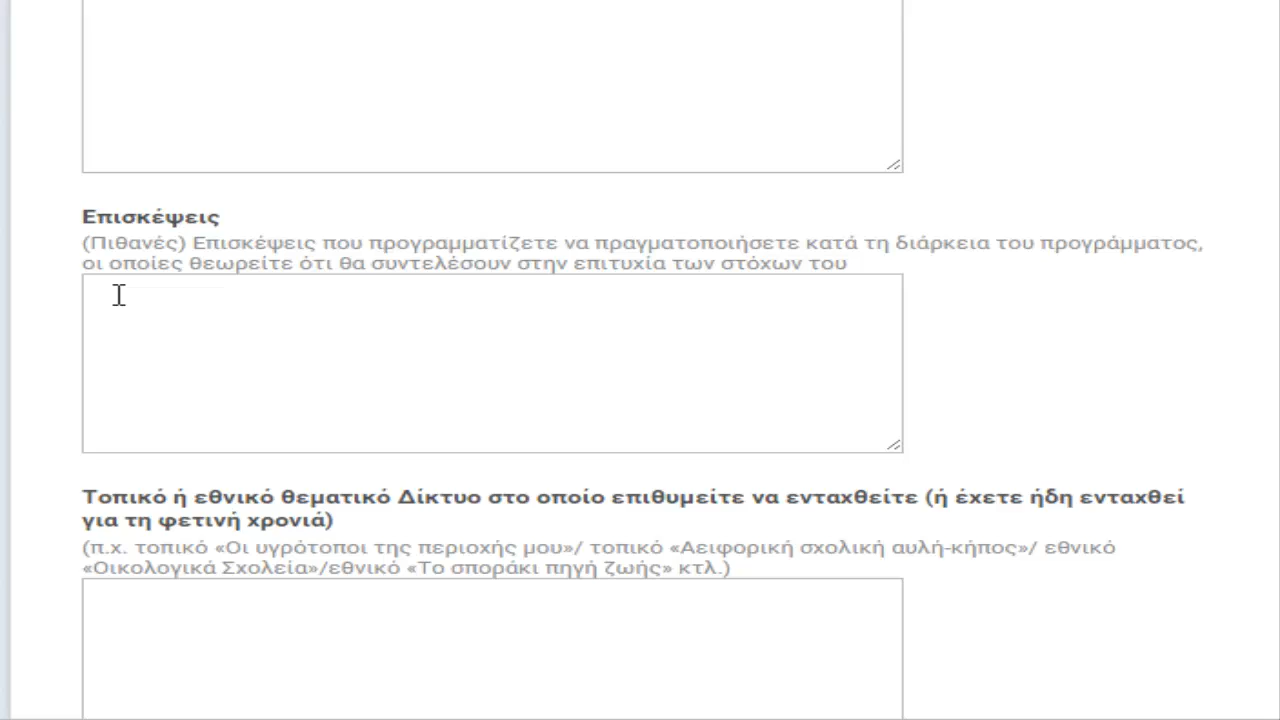 Επισκέψεις
(Πιθανές) Επισκέψεις που προγραμματίζετε να πραγματοποιήσετε κατά τη διάρκεια του προγράμματος,
οι οποίες θεωρείτε ότι θα συντελέσουν στην επιτυχία των στόχων του
Τοπικό ή εθνικό θεματικό Δίκτυο στο οποίο επιθυμείτε να ενταχθείτε (ή έχετε ήδη ενταχθεί
για τη φετινή χρονιά)
(π.χ. τοπικό «Οι υγρότοποι της περιοχής μου»/ τοπικό «Αειφορική σχολική αυλή-κήπος»/ εθνικό
«Οικολογικά Σχολεία»/εθνικό «Το σποράκι πηγή ζωής» κτλ.)